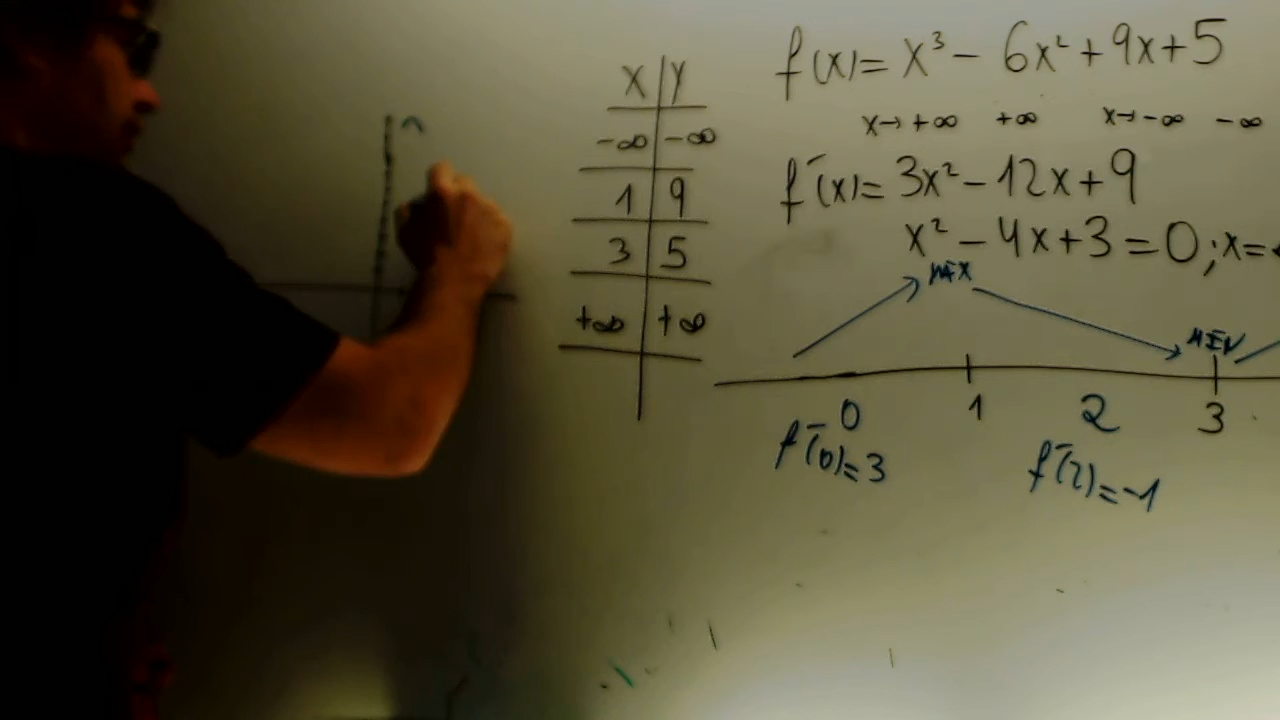 f(x)= x³ - 6x² + 9x + 5
x→ +∞ +∞ x→ -∞ -∞
f'(x)= 3x² - 12x + 9
x² - 4x + 3 = 0 ; x=
x y
-∞ -∞
1 9
3 5
+∞ +∞
MAX
MIN
0 1 2 3
f'(0)=3 f'(2)=-1